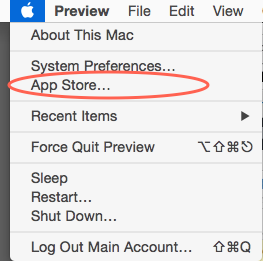 Preview File Edit View
About This Mac
System Preferences...
App Store...
Recent Items
Force Quit Preview ⌥⇧⌘⎋
Sleep
Restart...
Shut Down...
Log Out Main Account... ⇧⌘Q